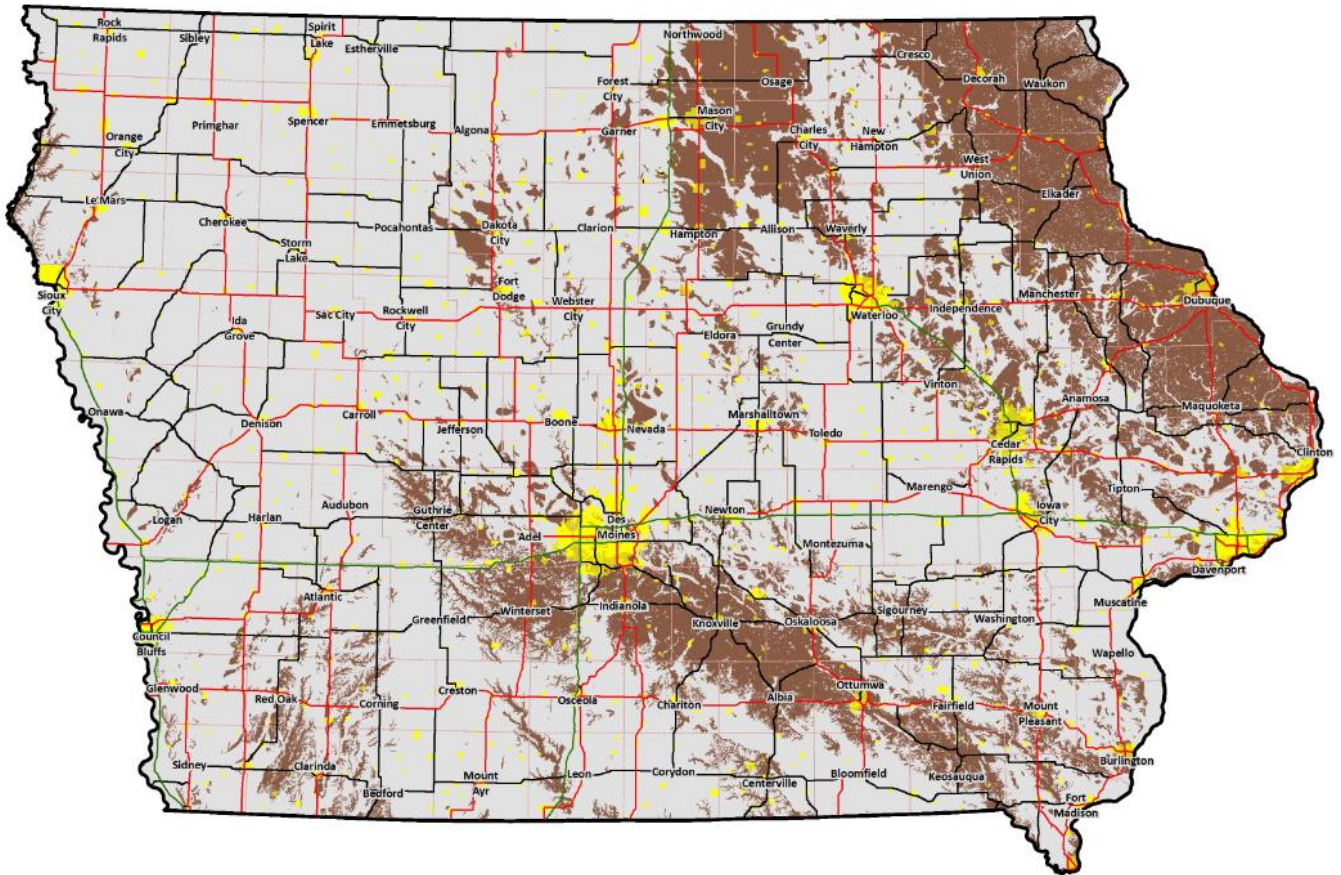 Rock
Rapids
Sibley
Spirit
Lake
Estherville
Northwood
Cresco
Decorah
Waukon
Forest
City
Osage
Orange
City
Primghar
Spencer
Emmetsburg
Algona
Garner
Mason
City
Charles
City
New
Hampton
West
Union
Elkader
Le Mars
Cherokee
Storm
Lake
Pocahontas
Dakota
City
Clarion
Hampton
Allison
Waverly
Sioux
City
Ida
Grove
Sac City
Rockwell
City
Fort
Dodge
Webster
City
Eldora
Grundy
Center
Waterloo
Independence
Manchester
Dubuque
Vinton
Anamosa
Maquoketa
Onawa
Denison
Carroll
Jefferson
Boone
Nevada
Marshalltown
Toledo
Cedar
Rapids
Clinton
Marengo
Tipton
Logan
Harlan
Audubon
Guthrie
Center
Adel
Des
Moines
Newton
Montezuma
Iowa
City
Davenport
Muscatine
Council
Bluffs
Atlantic
Greenfield
Winterset
Indianola
Knoxville
Oskaloosa
Sigourney
Washington
Wapello
Glenwood
Red Oak
Corning
Creston
Osceola
Chariton
Albia
Ottumwa
Fairfield
Mount
Pleasant
Burlington
Sidney
Clarinda
Bedford
Mount
Ayr
Leon
Corydon
Centerville
Bloomfield
Keosauqua
Fort
Madison